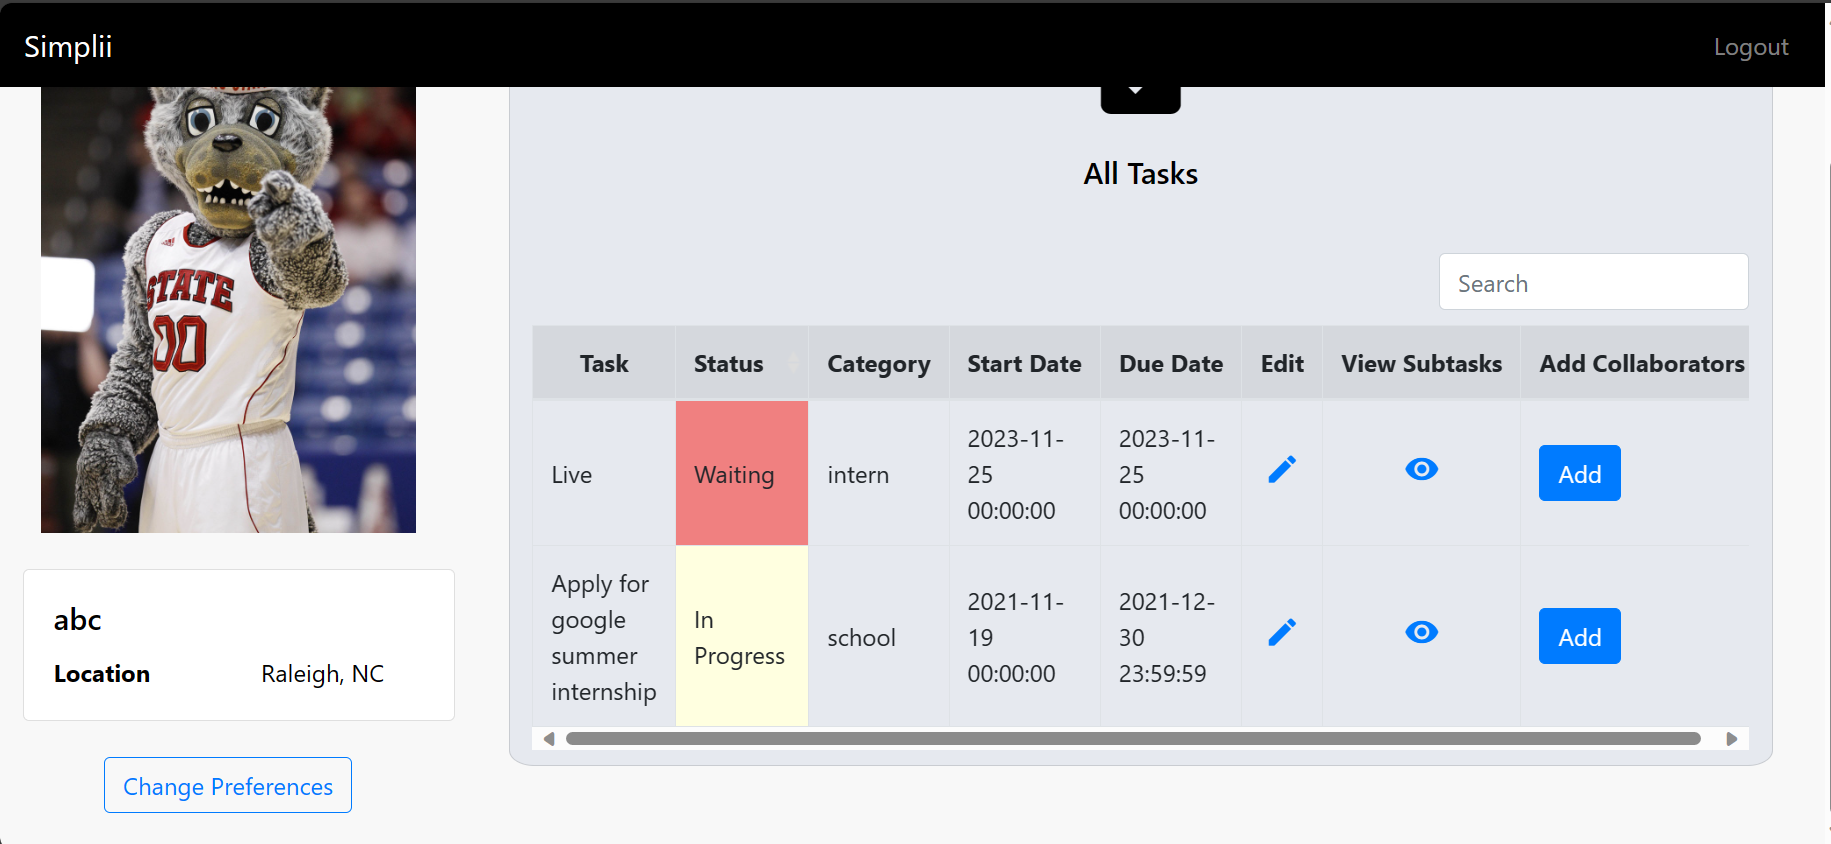 Simplii
Logout
STATE
00
All Tasks
Search
Task Status Category Start Date Due Date Edit View Subtasks Add Collaborators
Live
Waiting
intern
2023-11-
25
00:00:00
2023-11-
25
00:00:00
Add
Apply for
google
summer
internship
In
Progress
school
2021-11-
19
00:00:00
2021-12-
30
23:59:59
Add
abc
Location Raleigh, NC
Change Preferences